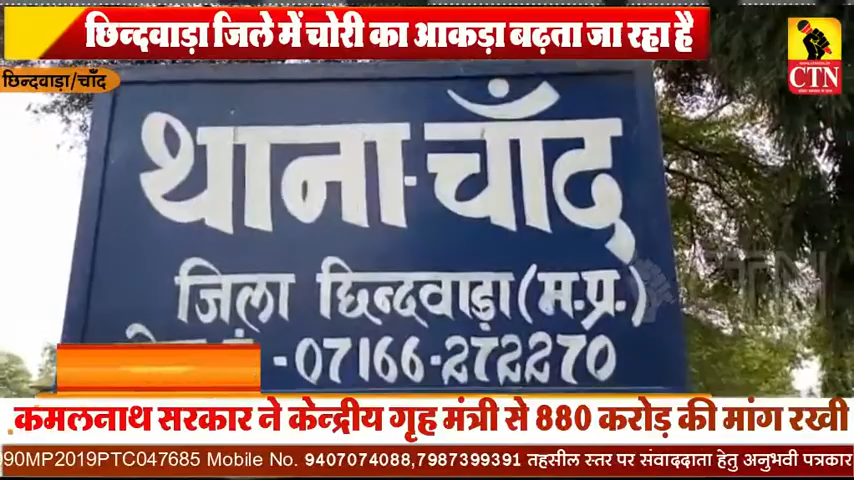 छिन्दवाड़ा जिले में चोरी का आकड़ा बढ़ता जा रहा है
CTN
छिन्दवाड़ा/चाँद
थाना-चाँद
जिला छिन्दवाड़ा (म.प्र.)
-07166-272270
कमलनाथ सरकार ने केन्द्रीय गृह मंत्री से 880 करोड़ की मांग रखी
90MP2019PTC047685 Mobile No. 9407074088,7987399391 तहसील स्तर पर संवाददाता हेतु अनुभवी पत्रकार